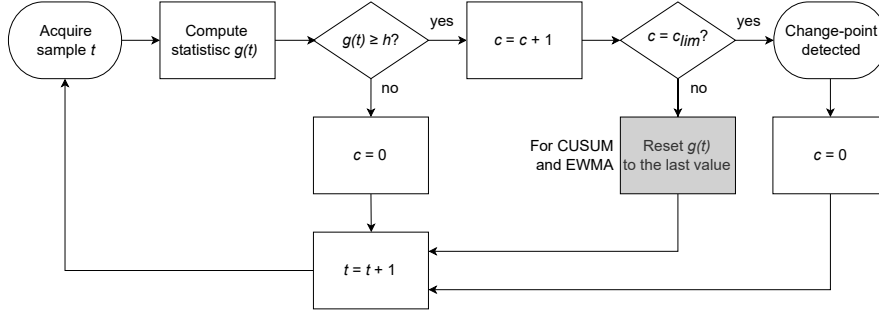 Acquire
sample t
Compute
statistisc g(t)
g(t) ≥ h?
yes
c = c + 1
c = clim?
yes
Change-point
detected
no
no
c = 0
For CUSUM
and EWMA
Reset g(t)
to the last value
c = 0
t = t + 1